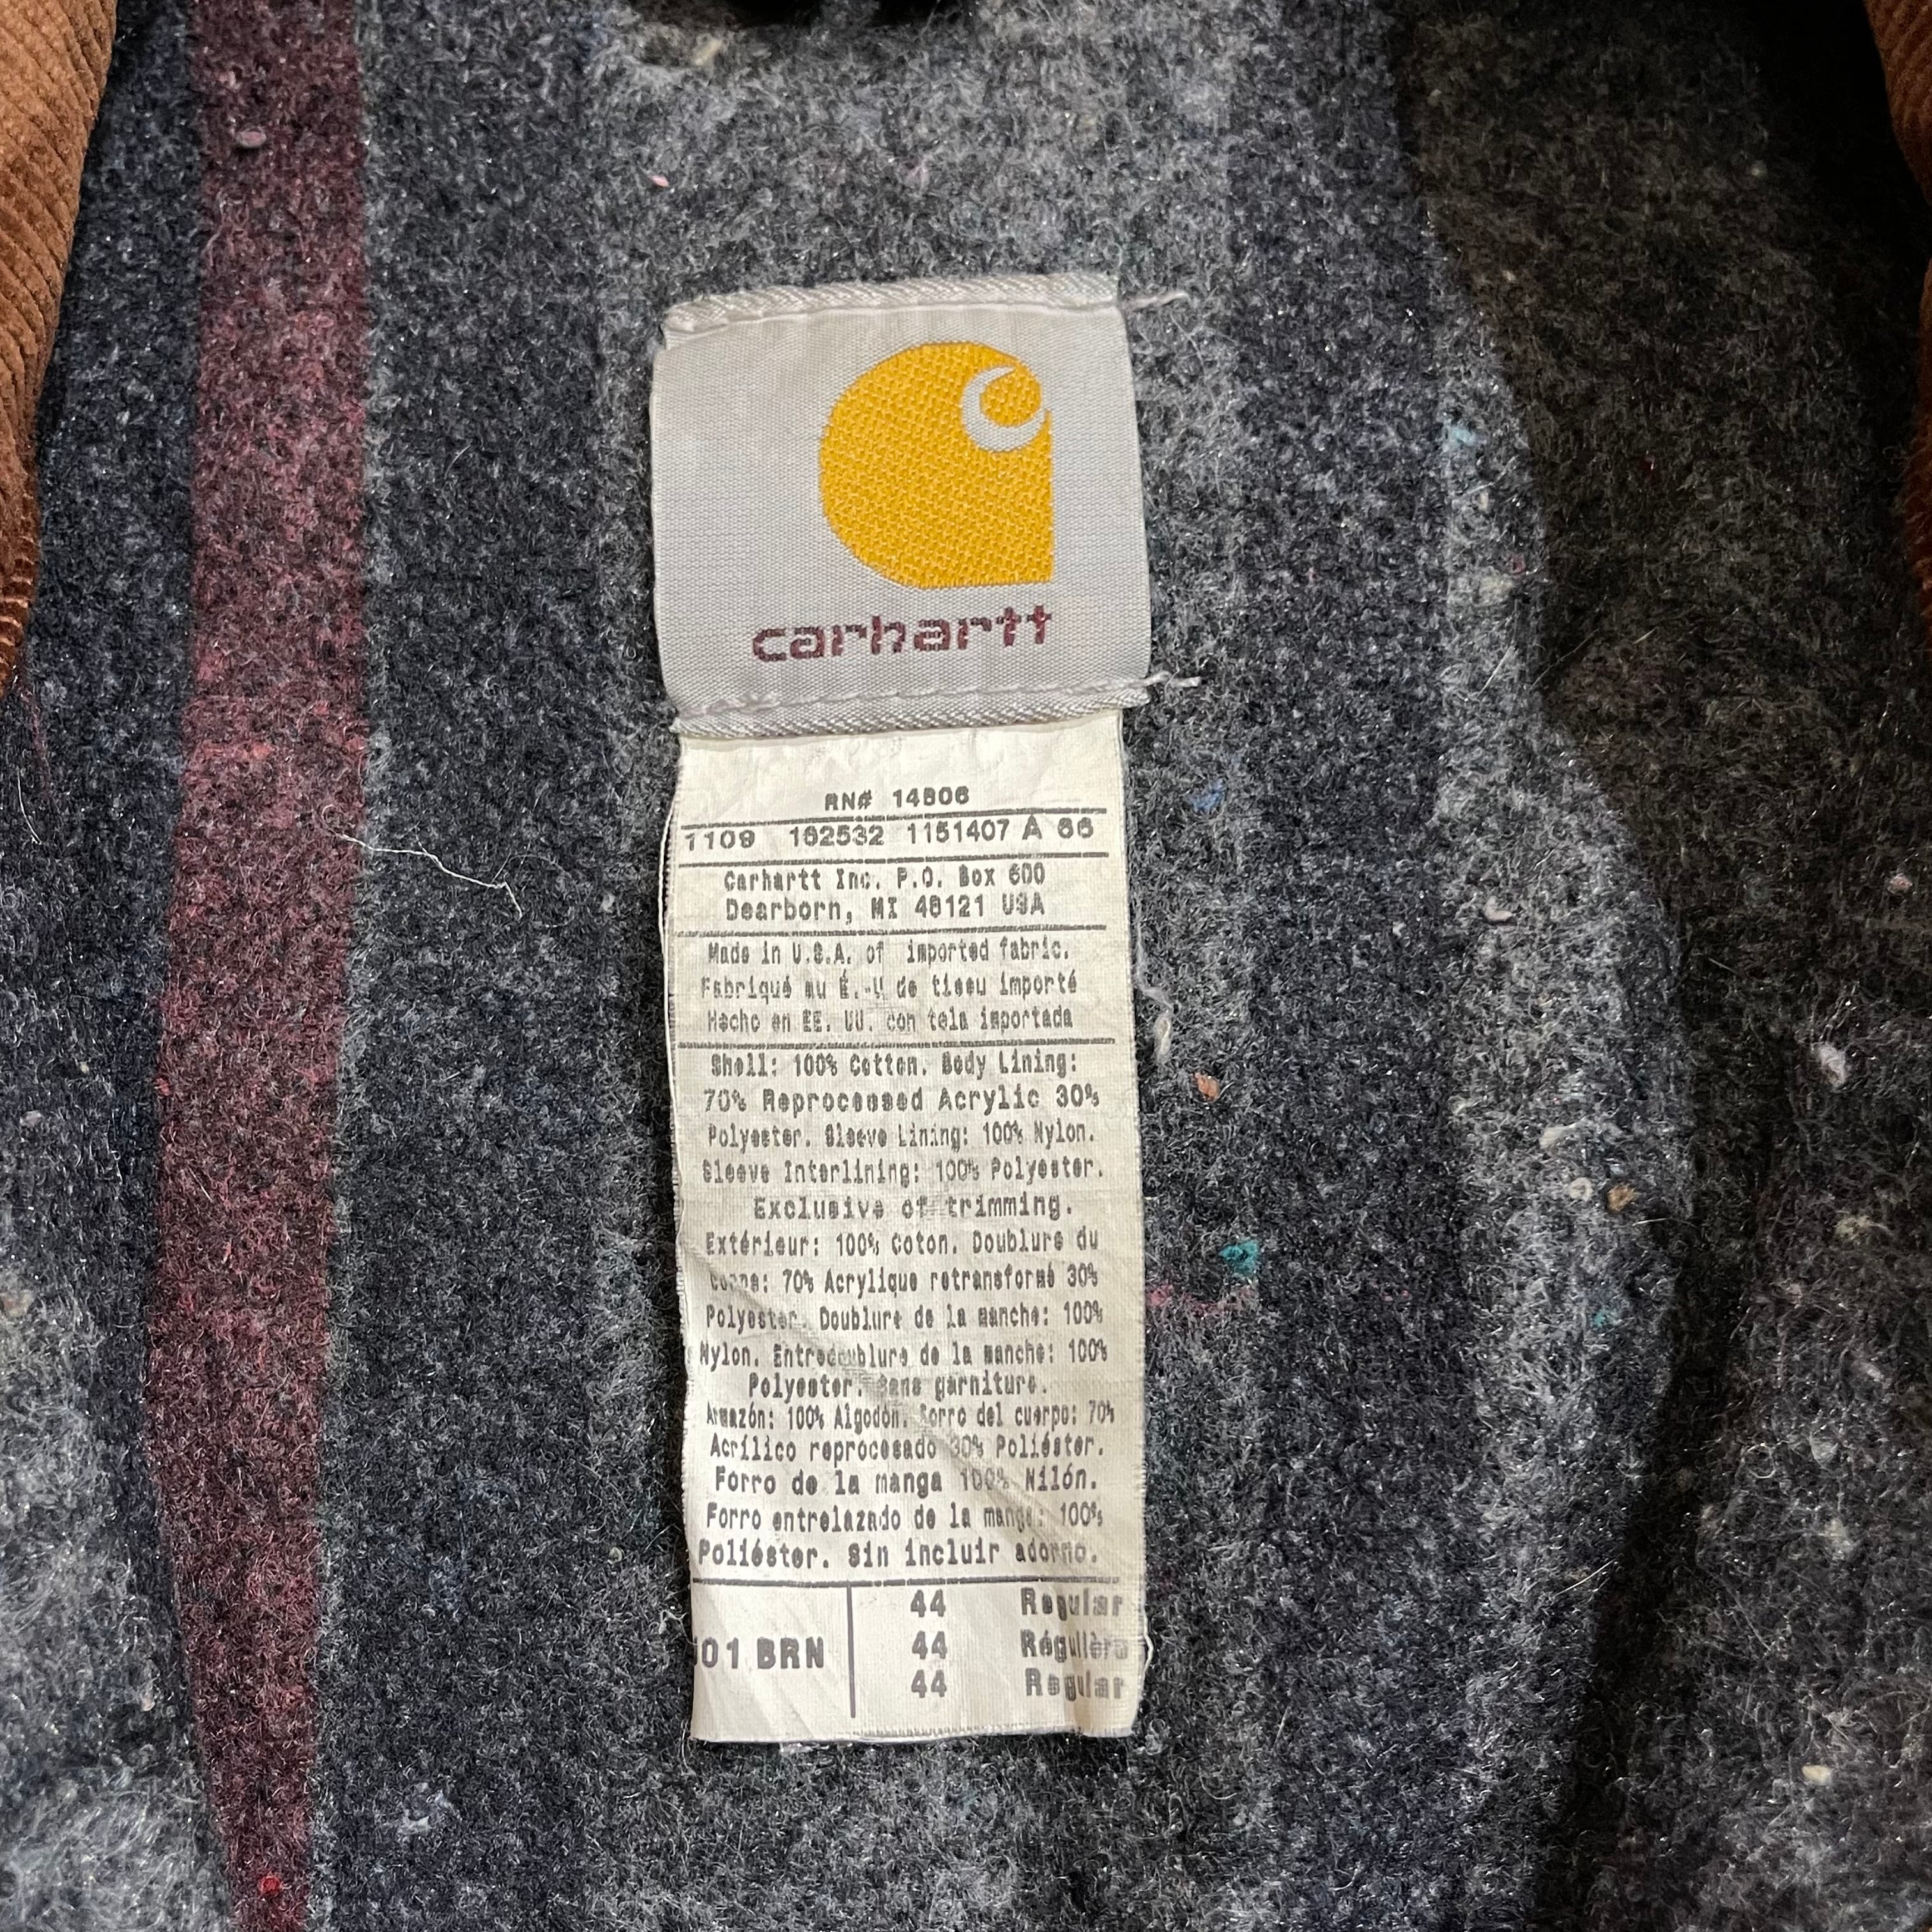 carhartt
RN# 14806
1109 162532 1151407 A 66
Carhartt Inc. P.O. Box 600
Dearborn, MI 48121 USA
Made in U.S.A. of imported fabric.
Fabriqué au É.-U de tissu importé
Hecho en EE. UU. con tela importada
Shell: 100% Cotton. Body Lining:
70% Reprocessed Acrylic 30%
Polyester. Sleeve Lining: 100% Nylon.
Sleeve Interlining: 100% Polyester.
Exclusive of trimming.
Extérieur: 100% Coton. Doublure du
Corps: 70% Acrylique retransformé 30%
Polyester. Doublure de la manche: 100%
Nylon. Entredoublure de la manche: 100%
Polyester. Sans garniture.
Armazón: 100% Algodón. Forro del cuerpo: 70%
Acrílico reprocesado 30% Poliéster.
Forro de la manga 100% Nilón.
Forro entrelazado de la manga: 100%
Poliéster. Sin incluir adorno.
44 Regular
01 BRN 44 Régulière
44 Regular